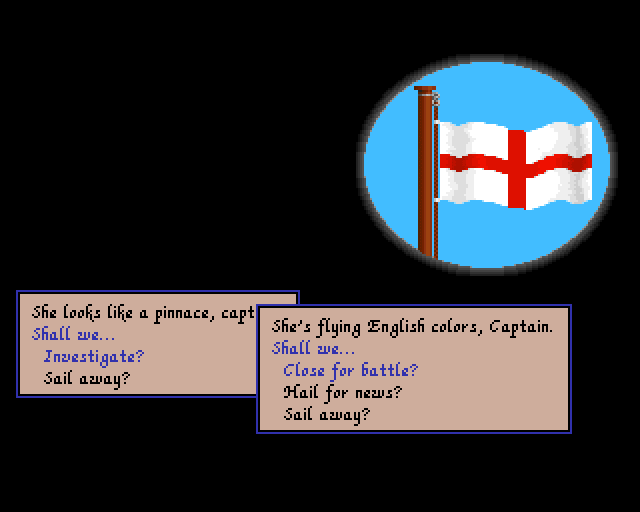 She looks like a pinnace, capt
Shall we...
Investigate?
Sail away?
She's flying English colors, Captain.
Shall we...
Close for battle?
Hail for news?
Sail away?